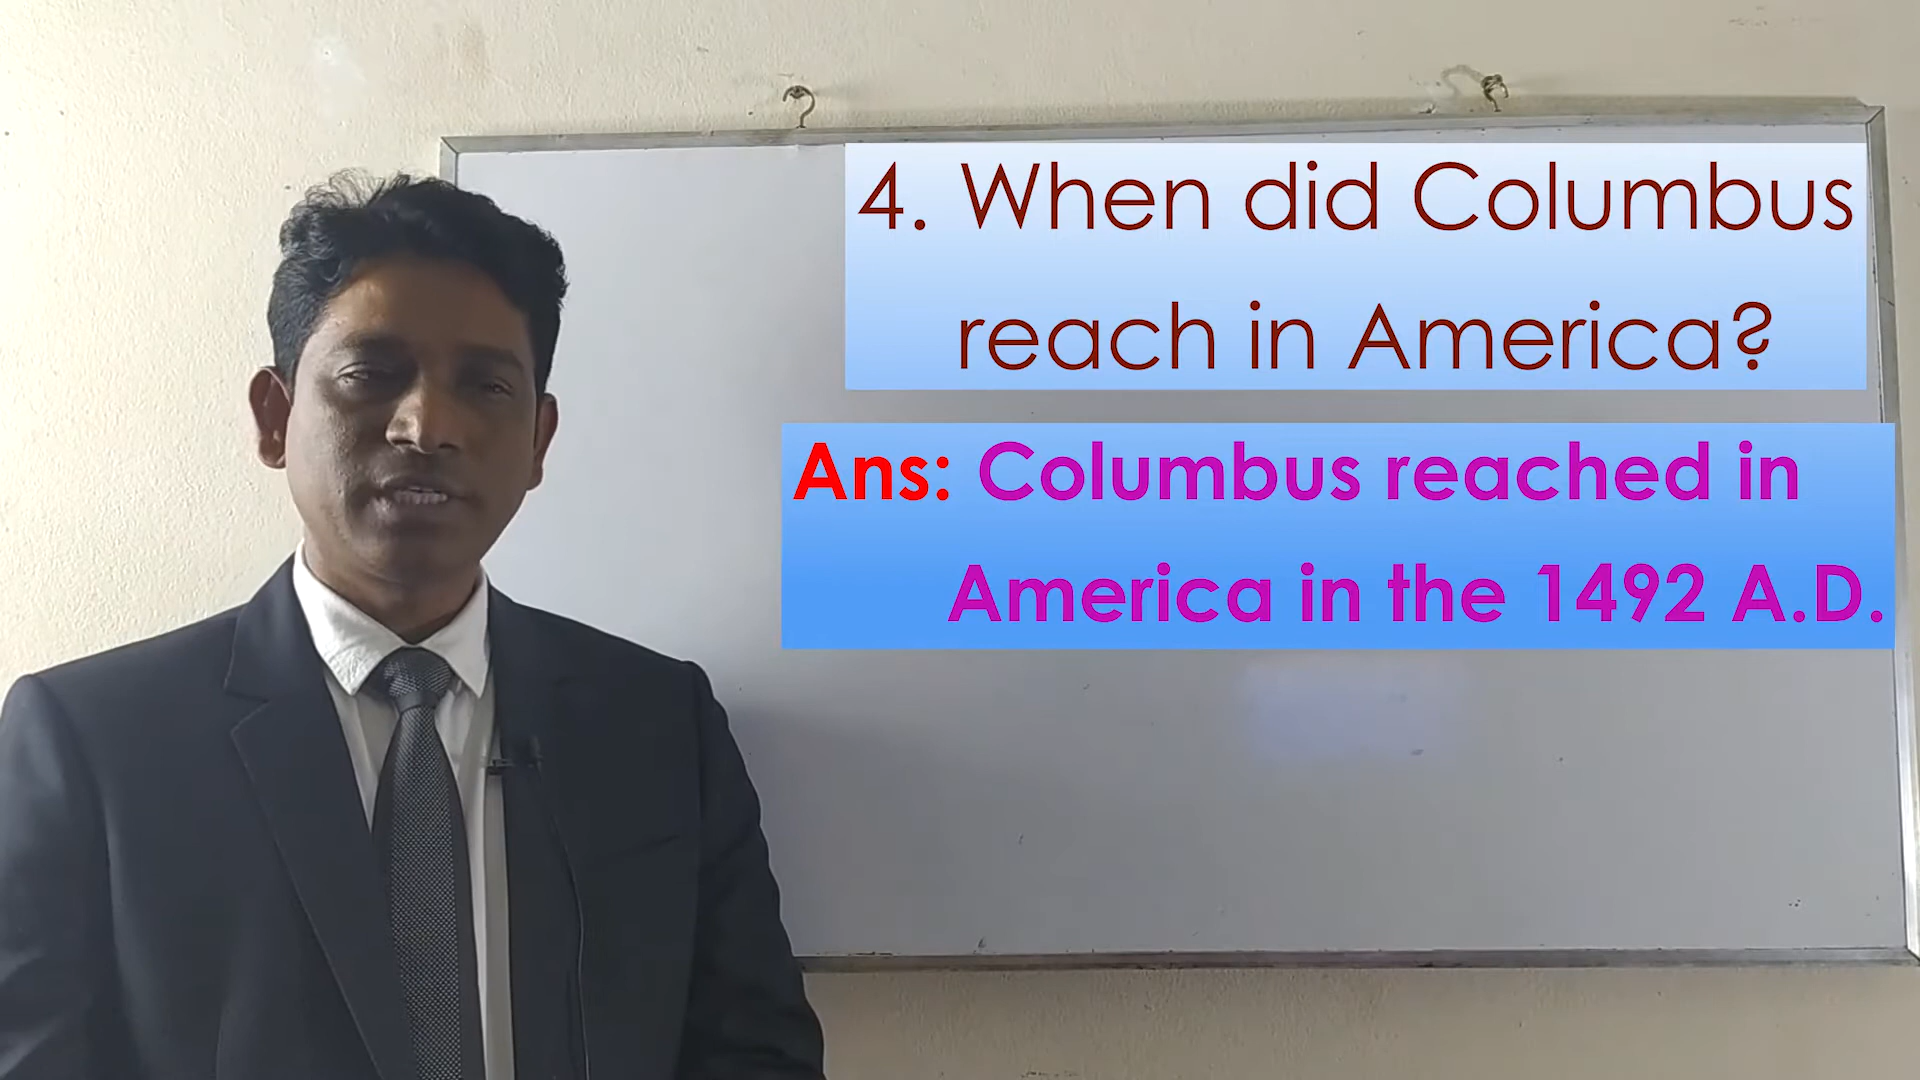 4. When did Columbus
reach in America?
Ans: Columbus reached in
America in the 1492 A.D.